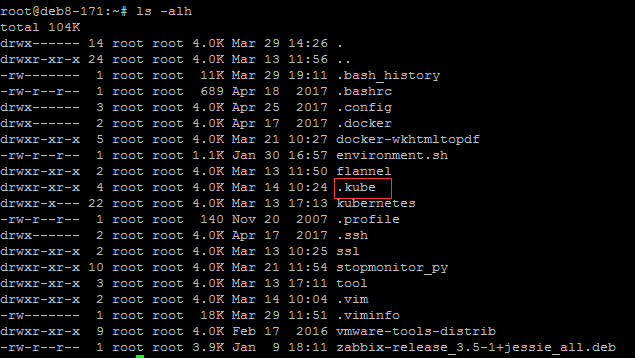 root@deb8-171:~# ls -alh
total 104K
drwx------ 14 root root 4.0K Mar 29 14:26 .
drwxr-xr-x 24 root root 4.0K Mar 13 11:56 ..
-rw------- 1 root root 11K Mar 29 19:11 .bash_history
-rw-r--r-- 1 root root 689 Apr 18 2017 .bashrc
drwx------ 3 root root 4.0K Apr 25 2017 .config
drwx------ 2 root root 4.0K Apr 17 2017 .docker
drwxr-xr-x 5 root root 4.0K Mar 21 10:27 docker-wkhtmltopdf
-rw-r--r-- 1 root root 1.1K Jan 30 16:57 environment.sh
drwxr-xr-x 2 root root 4.0K Mar 13 11:50 flannel
drwxr-xr-x 4 root root 4.0K Mar 14 10:24 .kube
drwxr-x--- 22 root root 4.0K Mar 13 17:13 kubernetes
-rw-r--r-- 1 root root 140 Nov 20 2007 .profile
drwx------ 2 root root 4.0K Apr 17 2017 .ssh
drwxr-xr-x 2 root root 4.0K Mar 13 10:25 ssl
drwxr-xr-x 10 root root 4.0K Mar 21 11:54 stopmonitor_py
drwxr-xr-x 3 root root 4.0K Mar 13 17:11 tool
drwxr-xr-x 2 root root 4.0K Mar 14 10:04 .vim
-rw------- 1 root root 18K Mar 29 11:51 .viminfo
drwxr-xr-x 9 root root 4.0K Feb 17 2016 vmware-tools-distrib
-rw-r--r-- 1 root root 3.9K Jan 9 18:11 zabbix-release_3.5-1+jessie_all.deb